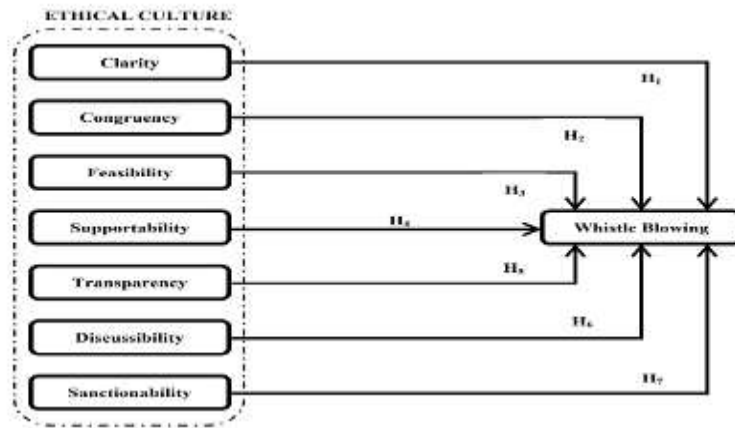 ETHICAL CULTURE
Clarity
H₁
Congruency
H₂
Feasibility
H₃
Supportability
H₄
Whistle Blowing
Transparency
H₅
Discussibility
H₆
Sanctionability
H₇